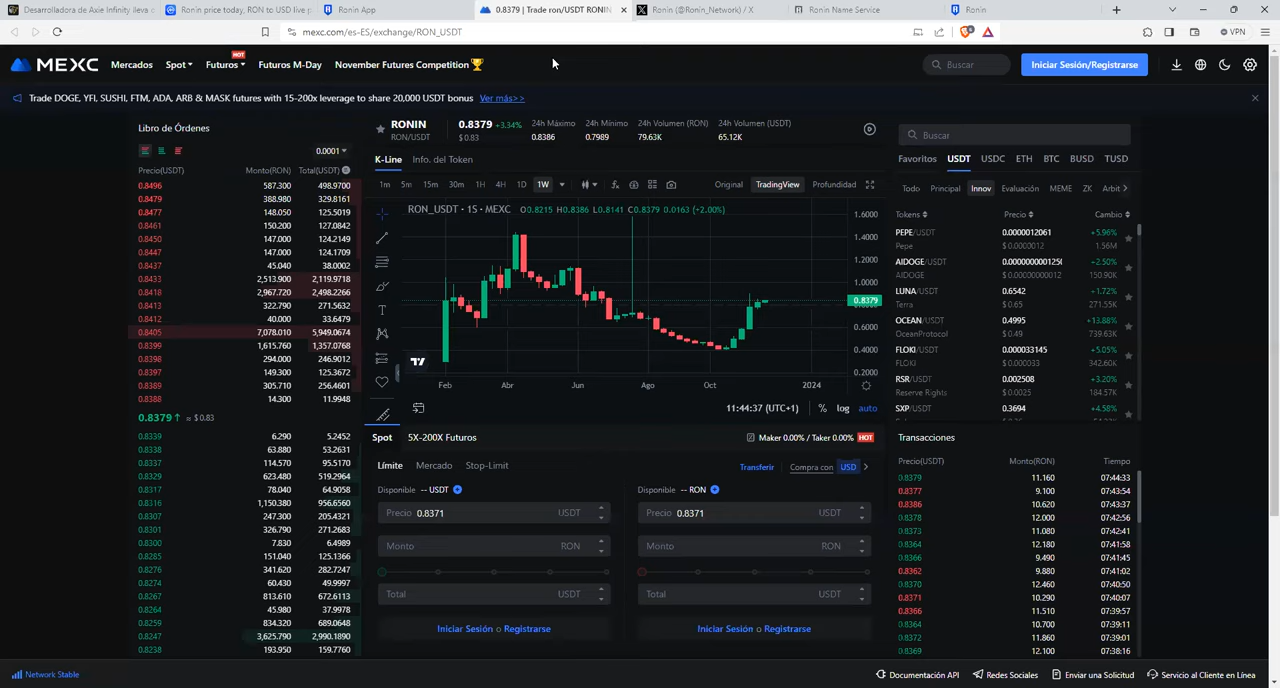 Desarrolladora de Axie Infinity lleva
Ronin price today, RON to USD live p
Ronin App
0.8379 | Trade ron/USDT RONIN
Ronin (@Ronin_Network) / X
Ronin Name Service
Ronin
mexc.com/es-ES/exchange/RON_USDT
VPN
MEXC
Mercados
Spot
Futuros
HOT
Futuros M-Day
November Futures Competition
Buscar
Iniciar Sesión/Registrarse
Trade DOGE, YFI, SUSHI, FTM, ADA, ARB & MASK futures with 15-200x leverage to share 20,000 USDT bonus Ver más>>
Libro de Órdenes
0.0001
Precio(USDT) Monto(RON) Total(USDT)
0.8496 587.300 498.9700
0.8479 388.980 329.8161
0.8477 148.050 125.5019
0.8461 150.200 127.0842
0.8450 147.000 124.2149
0.8447 147.000 124.1709
0.8437 45.040 38.0002
0.8433 2,513.900 2,119.9718
0.8418 2,967.720 2,498.2266
0.8413 322.790 271.5632
0.8412 40.000 33.6479
0.8405 7,078.010 5,949.0674
0.8399 1,615.760 1,357.0768
0.8398 294.000 246.9012
0.8397 149.300 125.3672
0.8389 305.710 256.4601
0.8388 14.300 11.9948
0.8379 ↑ ≈ $0.83
0.8339 6.290 5.2452
0.8338 63.880 53.2631
0.8337 114.570 95.5170
0.8329 623.480 519.2964
0.8317 78.040 64.9058
0.8316 1,150.380 956.6560
0.8307 247.300 205.4321
0.8301 326.790 271.2683
0.8300 7.830 6.4989
0.8285 151.040 125.1366
0.8276 341.620 282.7247
0.8274 60.430 49.9997
0.8267 813.610 672.6113
0.8264 45.980 37.9978
0.8259 834.320 689.0648
0.8247 3,625.790 2,990.1890
0.8238 193.950 159.7760
RONIN
RON/USDT
0.8379 +3.34%
$ 0.83
24h Máximo
0.8386
24h Mínimo
0.7989
24h Volumen (RON)
79.63K
24h Volumen (USDT)
65.12K
K-Line
Info. del Token
1m 5m 15m 30m 1H 4H 1D 1W
Original
TradingView
Profundidad
RON_USDT · 1S · MEXC O0.8215 H0.8386 L0.8141 C0.8379 0.0163 (+2.00%)
1.6000
1.4000
1.2000
1.0000
0.8379
0.6000
0.4000
0.2000
Feb Abr Jun Ago Oct 2024
11:44:37 (UTC+1) % log auto
Spot
5X-200X Futuros
Maker 0.00% / Taker 0.00% HOT
Límite Mercado Stop-Limit
Transferir
Compra con USD
Disponible -- USDT
Precio 0.8371 USDT
Monto RON
Total USDT
Iniciar Sesión o Registrarse
Disponible -- RON
Precio 0.8371 USDT
Monto RON
Total USDT
Iniciar Sesión o Registrarse
Buscar
Favoritos USDT USDC ETH BTC BUSD TUSD
Todo Principal Innov Evaluación MEME ZK Arbit
Tokens Precio Cambio
PEPE/USDT 0.0000012061 +5.96%
Pepe $ 0.0000012 1.56M
AIDOGE/USDT +2.50%
AIDOGE 150.90K
LUNA/USDT 0.6542 +1.72%
Terra $ 0.65 271.55K
OCEAN/USDT 0.4995 +13.88%
OceanProtocol $ 0.49 739.63K
FLOKI/USDT 0.000033145 +5.05%
FLOKI $ 0.000033 342.60K
RSR/USDT 0.002508 +3.20%
Reserve Rights $ 0.0025 184.57K
SXP/USDT 0.3694 +4.58%
Transacciones
Precio(USDT) Monto(RON) Tiempo
0.8379 11.160 07:44:33
0.8377 9.100 07:43:54
0.8386 10.620 07:43:37
0.8378 12.000 07:42:56
0.8373 11.080 07:42:41
0.8364 12.180 07:41:58
0.8366 9.490 07:41:45
0.8362 9.880 07:41:02
0.8370 12.460 07:40:50
0.8371 10.290 07:40:07
0.8366 11.510 07:39:57
0.8364 10.700 07:39:11
0.8372 11.860 07:38:59
0.8369 12.100 07:38:16
Network Stable
Documentación API
Redes Sociales
Enviar una Solicitud
Servicio al Cliente en Línea